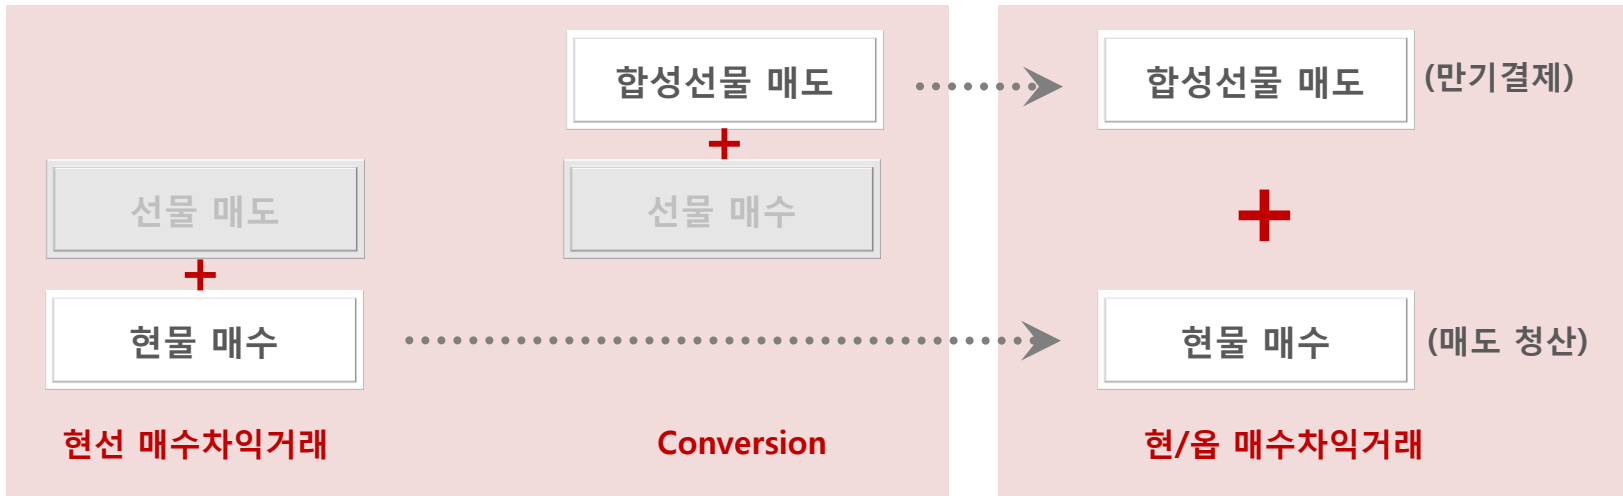 합성선물 매도
합성선물 매도
(만기결제)
+
선물 매도
선물 매수
+
+
현물 매수
현물 매수
(매도 청산)
현선 매수차익거래
Conversion
현/옵 매수차익거래